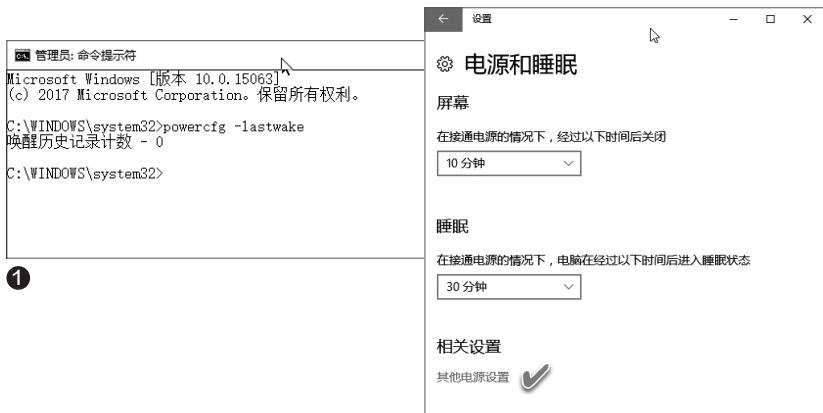 管理员: 命令提示符
Microsoft Windows [版本 10.0.15063]
(c) 2017 Microsoft Corporation。保留所有权利。
C:\WINDOWS\system32>powercfg -lastwake
唤醒历史记录计数 - 0
C:\WINDOWS\system32>
1
设置
电源和睡眠
屏幕
在接通电源的情况下，经过以下时间后关闭
10 分钟
睡眠
在接通电源的情况下，电脑在经过以下时间后进入睡眠状态
30 分钟
相关设置
其他电源设置